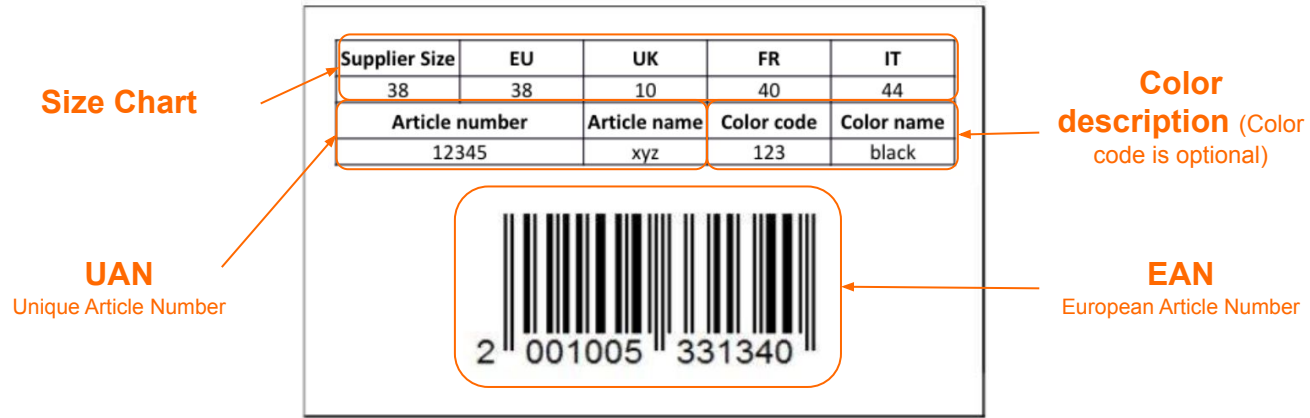 Size Chart
Supplier Size EU UK FR IT
38 38 10 40 44
Article number Article name Color code Color name
12345 xyz 123 black
Color
description (Color
code is optional)
UAN
Unique Article Number
2 001005 331340
EAN
European Article Number